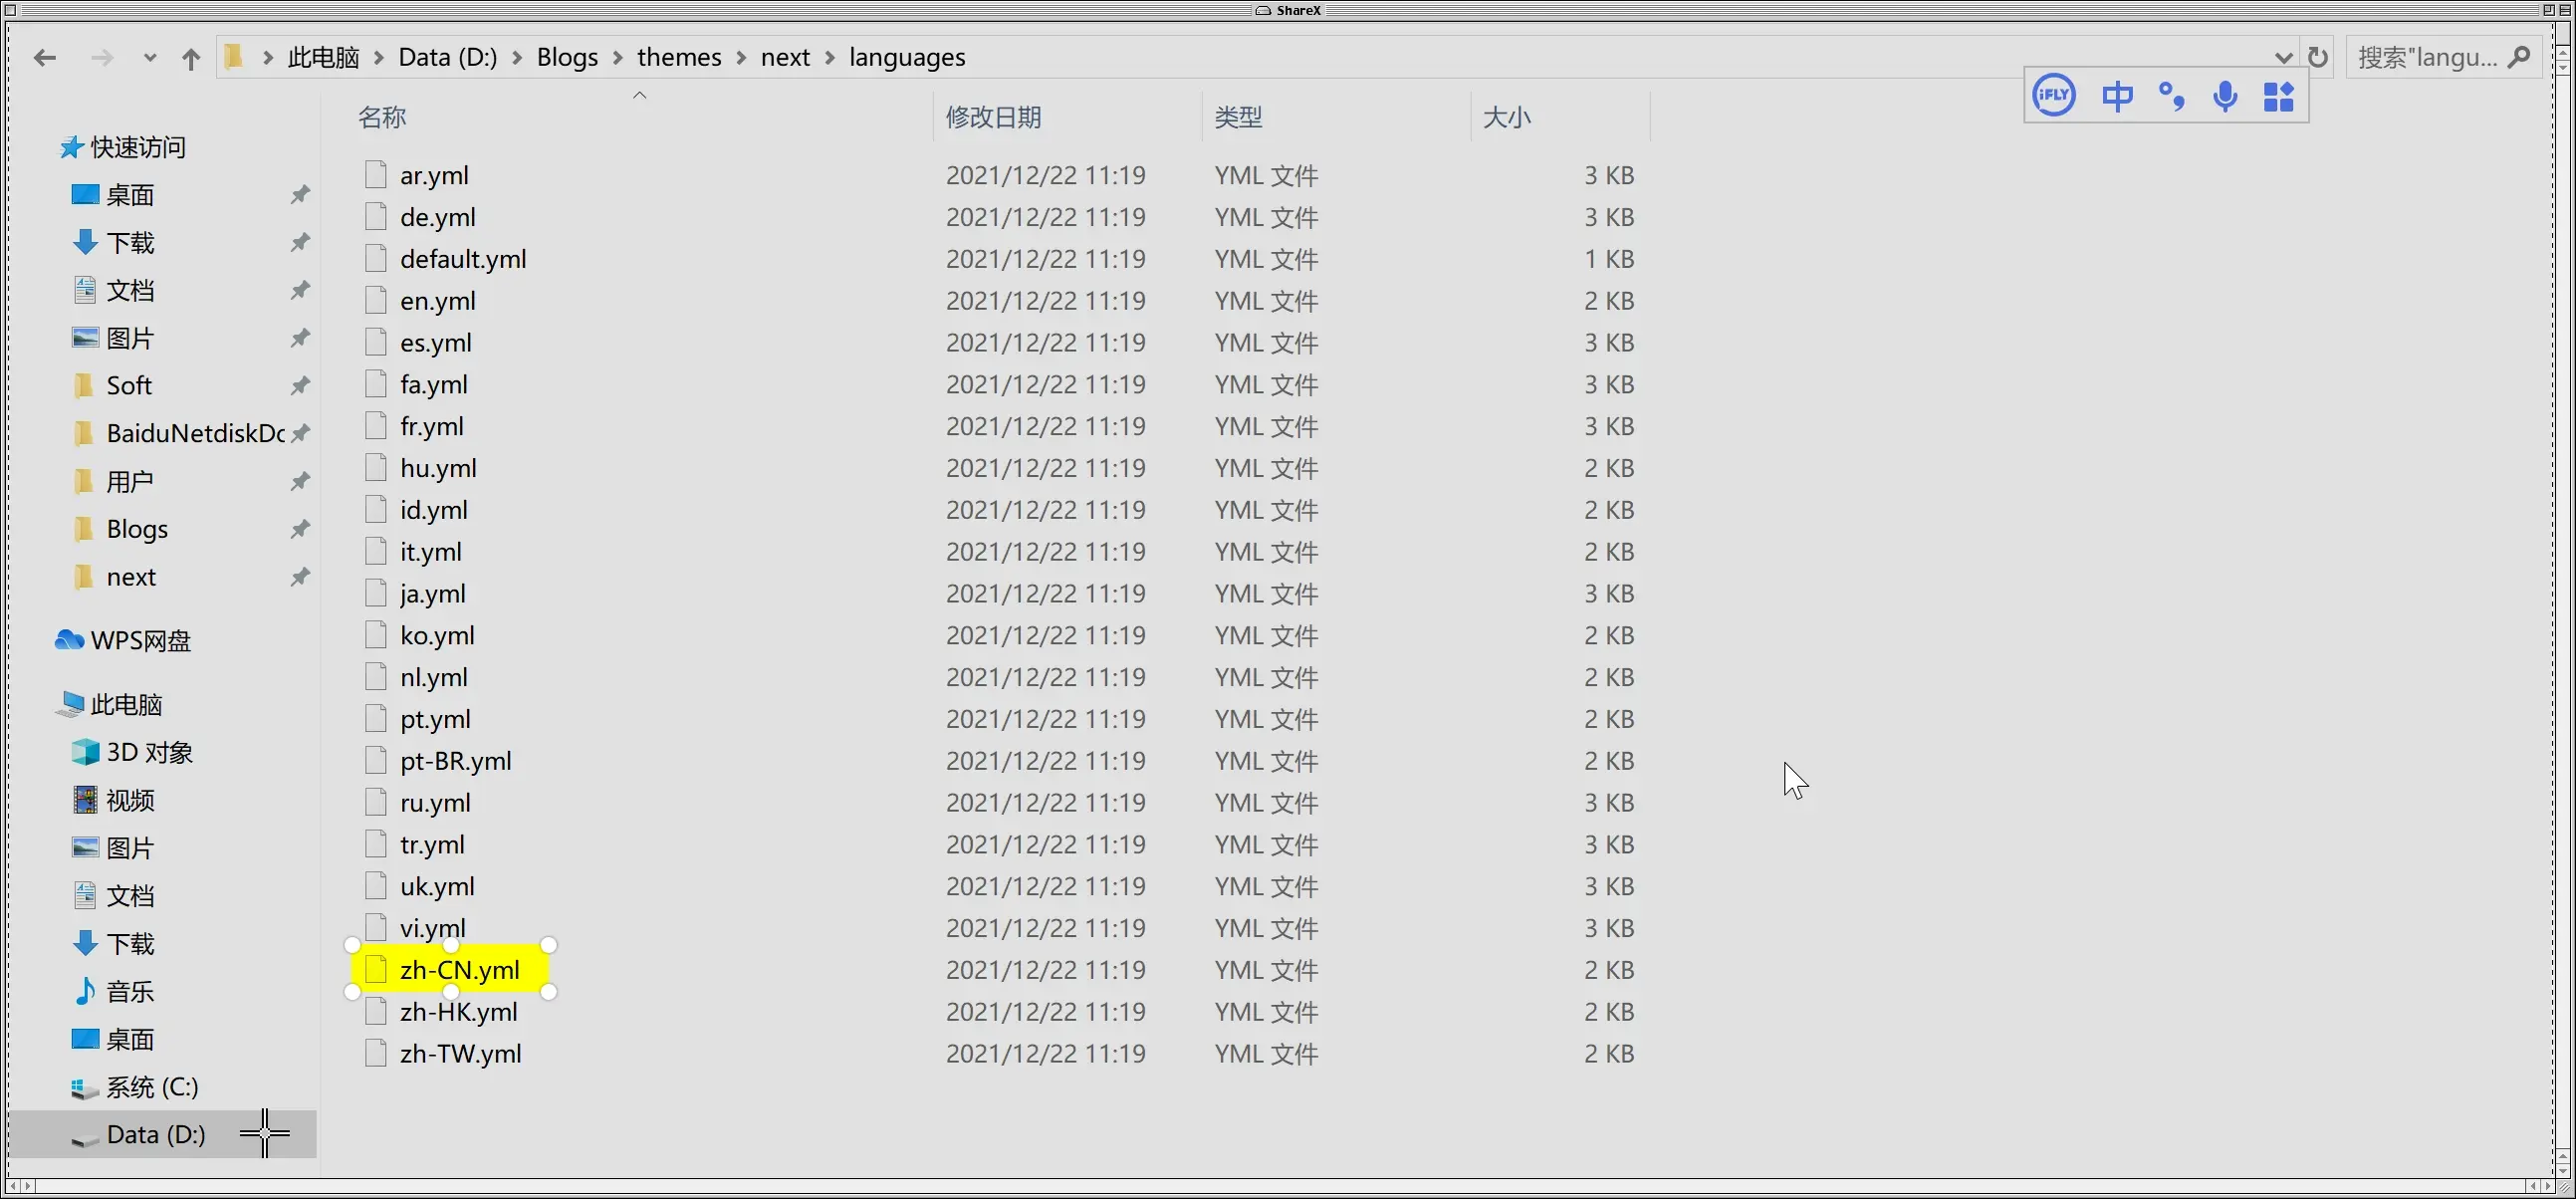 ShareX
此电脑 Data (D:) Blogs themes next languages
搜索"langu...
iFLY 中
名称 修改日期 类型 大小
快速访问
桌面
下载
文档
图片
Soft
BaiduNetdiskDo
用户
Blogs
next
WPS网盘
此电脑
3D 对象
视频
图片
文档
下载
音乐
桌面
系统 (C:)
Data (D:)
ar.yml 2021/12/22 11:19 YML 文件 3 KB
de.yml 2021/12/22 11:19 YML 文件 3 KB
default.yml 2021/12/22 11:19 YML 文件 1 KB
en.yml 2021/12/22 11:19 YML 文件 2 KB
es.yml 2021/12/22 11:19 YML 文件 3 KB
fa.yml 2021/12/22 11:19 YML 文件 3 KB
fr.yml 2021/12/22 11:19 YML 文件 3 KB
hu.yml 2021/12/22 11:19 YML 文件 2 KB
id.yml 2021/12/22 11:19 YML 文件 2 KB
it.yml 2021/12/22 11:19 YML 文件 2 KB
ja.yml 2021/12/22 11:19 YML 文件 3 KB
ko.yml 2021/12/22 11:19 YML 文件 2 KB
nl.yml 2021/12/22 11:19 YML 文件 2 KB
pt.yml 2021/12/22 11:19 YML 文件 2 KB
pt-BR.yml 2021/12/22 11:19 YML 文件 2 KB
ru.yml 2021/12/22 11:19 YML 文件 3 KB
tr.yml 2021/12/22 11:19 YML 文件 3 KB
uk.yml 2021/12/22 11:19 YML 文件 3 KB
vi.yml 2021/12/22 11:19 YML 文件 3 KB
zh-CN.yml 2021/12/22 11:19 YML 文件 2 KB
zh-HK.yml 2021/12/22 11:19 YML 文件 2 KB
zh-TW.yml 2021/12/22 11:19 YML 文件 2 KB